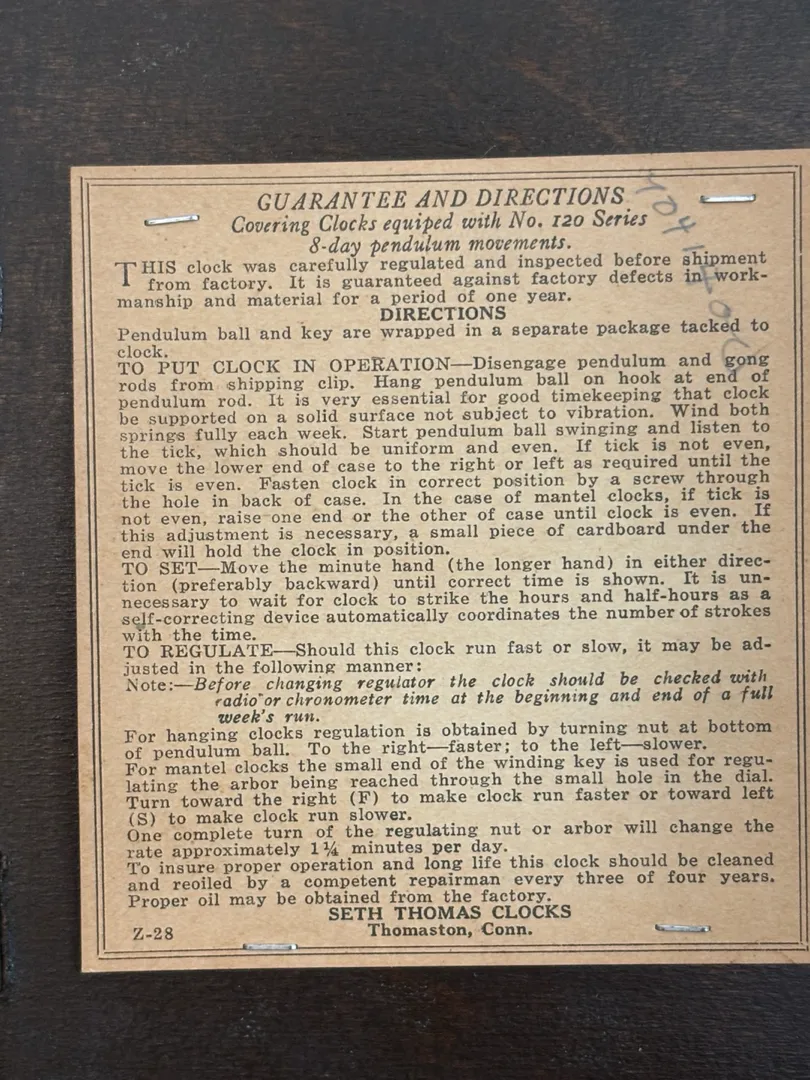 GUARANTEE AND DIRECTIONS
Covering Clocks equiped with No. 120 Series
8-day pendulum movements.
THIS clock was carefully regulated and inspected before shipment
from factory. It is guaranteed against factory defects in work-
manship and material for a period of one year.
DIRECTIONS
Pendulum ball and key are wrapped in a separate package tacked to
clock.
TO PUT CLOCK IN OPERATION—Disengage pendulum and gong
rods from shipping clip. Hang pendulum ball on hook at end of
pendulum rod. It is very essential for good timekeeping that clock
be supported on a solid surface not subject to vibration. Wind both
springs fully each week. Start pendulum ball swinging and listen to
the tick, which should be uniform and even. If tick is not even,
move the lower end of case to the right or left as required until the
tick is even. Fasten clock in correct position by a screw through
the hole in back of case. In the case of mantel clocks, if tick is
not even, raise one end or the other of case until clock is even. If
this adjustment is necessary, a small piece of cardboard under the
end will hold the clock in position.
TO SET—Move the minute hand (the longer hand) in either direc-
tion (preferably backward) until correct time is shown. It is un-
necessary to wait for clock to strike the hours and half-hours as a
self-correcting device automatically coordinates the number of strokes
with the time.
TO REGULATE—Should this clock run fast or slow, it may be ad-
justed in the following manner:
Note:—Before changing regulator the clock should be checked with
radio or chronometer time at the beginning and end of a full
week's run.
For hanging clocks regulation is obtained by turning nut at bottom
of pendulum ball. To the right—faster; to the left—slower.
For mantel clocks the small end of the winding key is used for regu-
lating the arbor being reached through the small hole in the dial.
Turn toward the right (F) to make clock run faster or toward left
(S) to make clock run slower.
One complete turn of the regulating nut or arbor will change the
rate approximately 1¼ minutes per day.
To insure proper operation and long life this clock should be cleaned
and reoiled by a competent repairman every three of four years.
Proper oil may be obtained from the factory.
SETH THOMAS CLOCKS
Z-28 Thomaston, Conn.